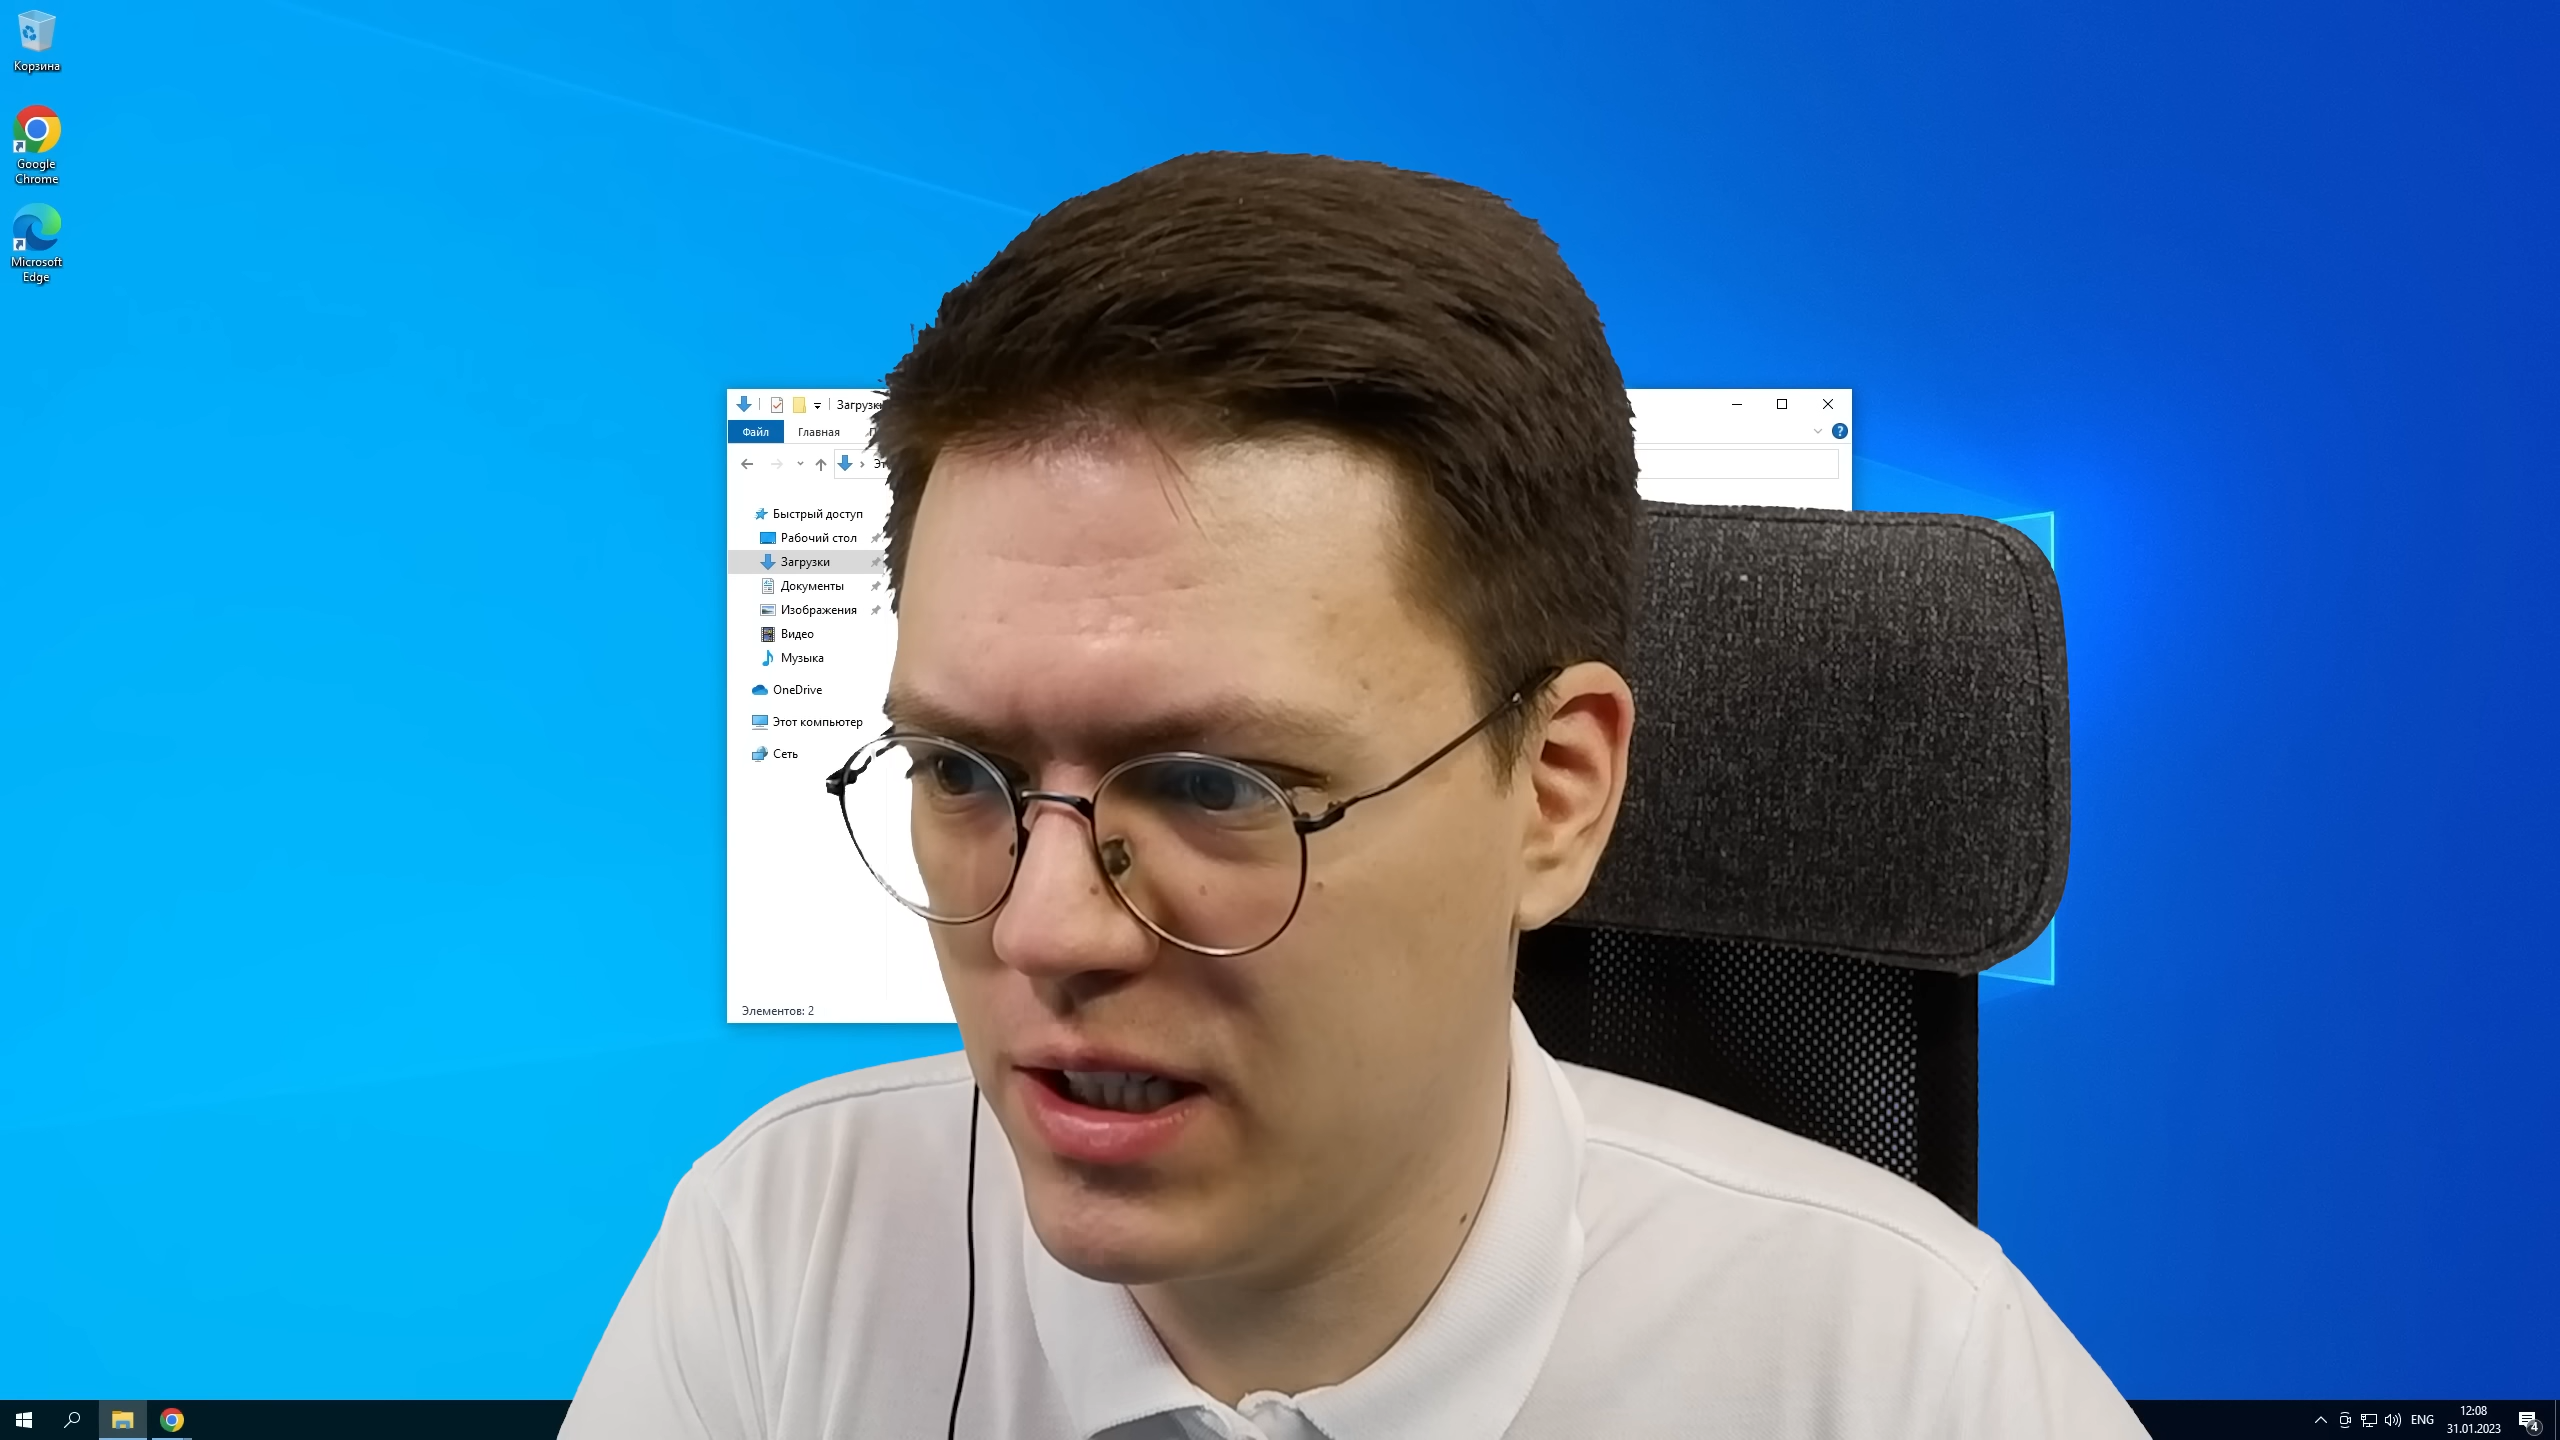 Корзина
Google
Chrome
Microsoft
Edge
Файл
Главная
Быстрый доступ
Рабочий стол
Загрузки
Документы
Изображения
Видео
Музыка
OneDrive
Этот компьютер
Сеть
Элементов: 2
ENG
12:08
31.01.2023
4